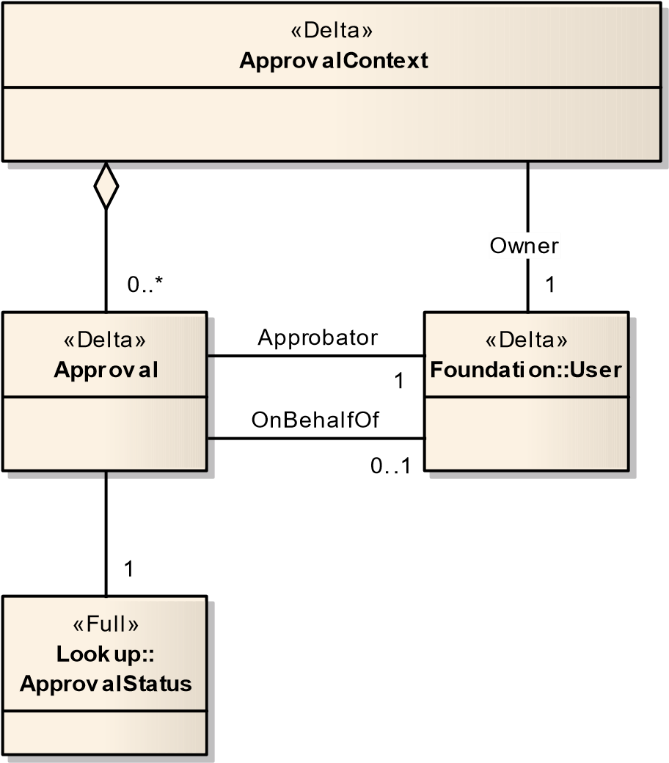 «Delta»
ApprovalContext
Owner
0..*
1
«Delta»
Approval
Approbator
1
OnBehalfOf
0..1
«Delta»
Foundation::User
1
«Full»
Lookup::
ApprovalStatus